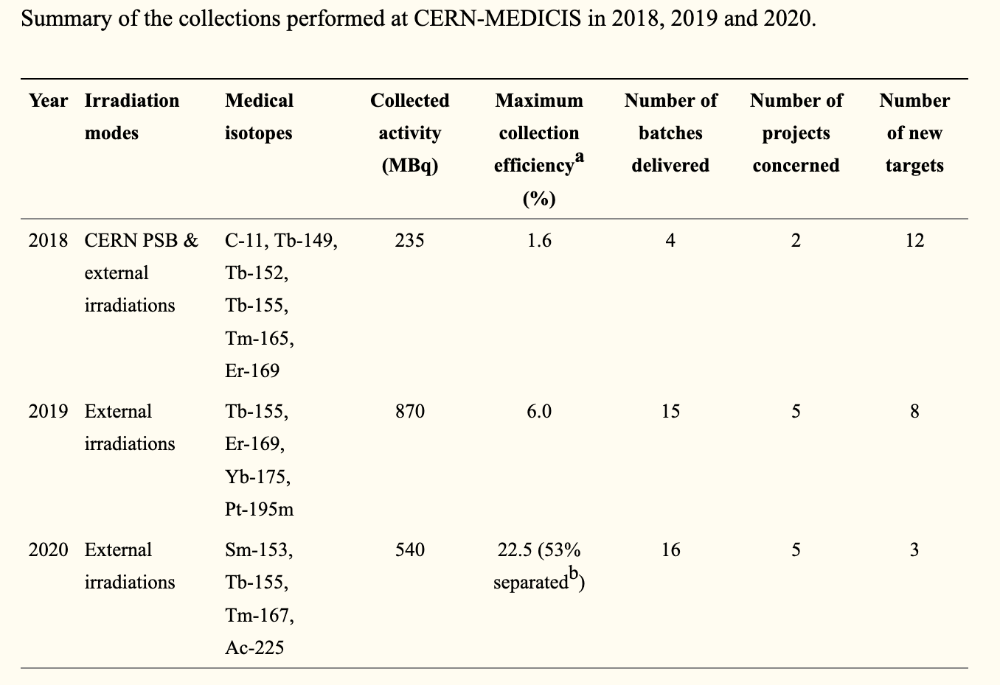 Summary of the collections performed at CERN-MEDICIS in 2018, 2019 and 2020.
Year Irradiation Medical Collected Maximum Number of Number of Number
modes isotopes activity collection batches projects of new
(MBq) efficiencyᵃ delivered concerned targets
(%)
2018 CERN PSB & C-11, Tb-149, 235 1.6 4 2 12
external Tb-152,
irradiations Tb-155,
Tm-165,
Er-169
2019 External Tb-155, 870 6.0 15 5 8
irradiations Er-169,
Yb-175,
Pt-195m
2020 External Sm-153, 540 22.5 (53% 16 5 3
irradiations Tb-155, separatedᵇ)
Tm-167,
Ac-225